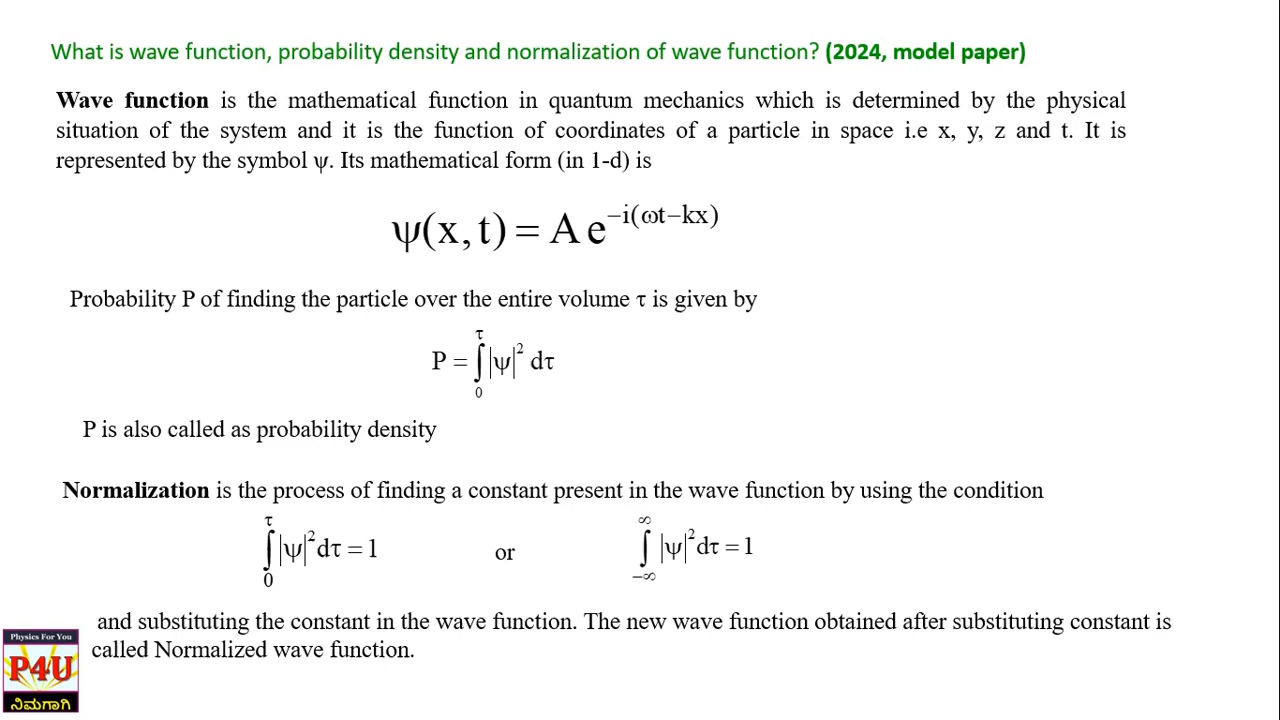 What is wave function, probability density and normalization of wave function? (2024, model paper)
Wave function is the mathematical function in quantum mechanics which is determined by the physical
situation of the system and it is the function of coordinates of a particle in space i.e x, y, z and t. It is
represented by the symbol ψ. Its mathematical form (in 1-d) is
ψ(x,t) = A e^{−i(ωt−kx)}
Probability P of finding the particle over the entire volume τ is given by
P = ∫_0^τ |ψ|² dτ
P is also called as probability density
Normalization is the process of finding a constant present in the wave function by using the condition
∫_0^τ |ψ|² dτ = 1 or ∫_{−∞}^{∞} |ψ|² dτ = 1
and substituting the constant in the wave function. The new wave function obtained after substituting constant is
called Normalized wave function.
Physics For You
P4U
ನಿಮಗಾಗಿ